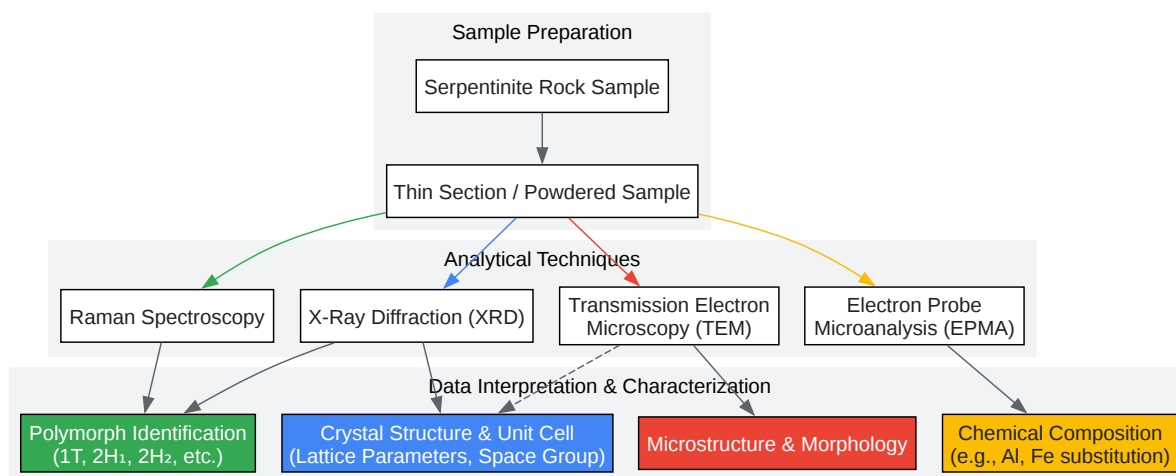 Sample Preparation
Serpentinite Rock Sample
Thin Section / Powdered Sample
Analytical Techniques
Raman Spectroscopy
X-Ray Diffraction (XRD)
Transmission Electron
Microscopy (TEM)
Electron Probe
Microanalysis (EPMA)
Data Interpretation & Characterization
Polymorph Identification
(1T, 2H₁, 2H₂, etc.)
Crystal Structure & Unit Cell
(Lattice Parameters, Space Group)
Microstructure & Morphology
Chemical Composition
(e.g., Al, Fe substitution)